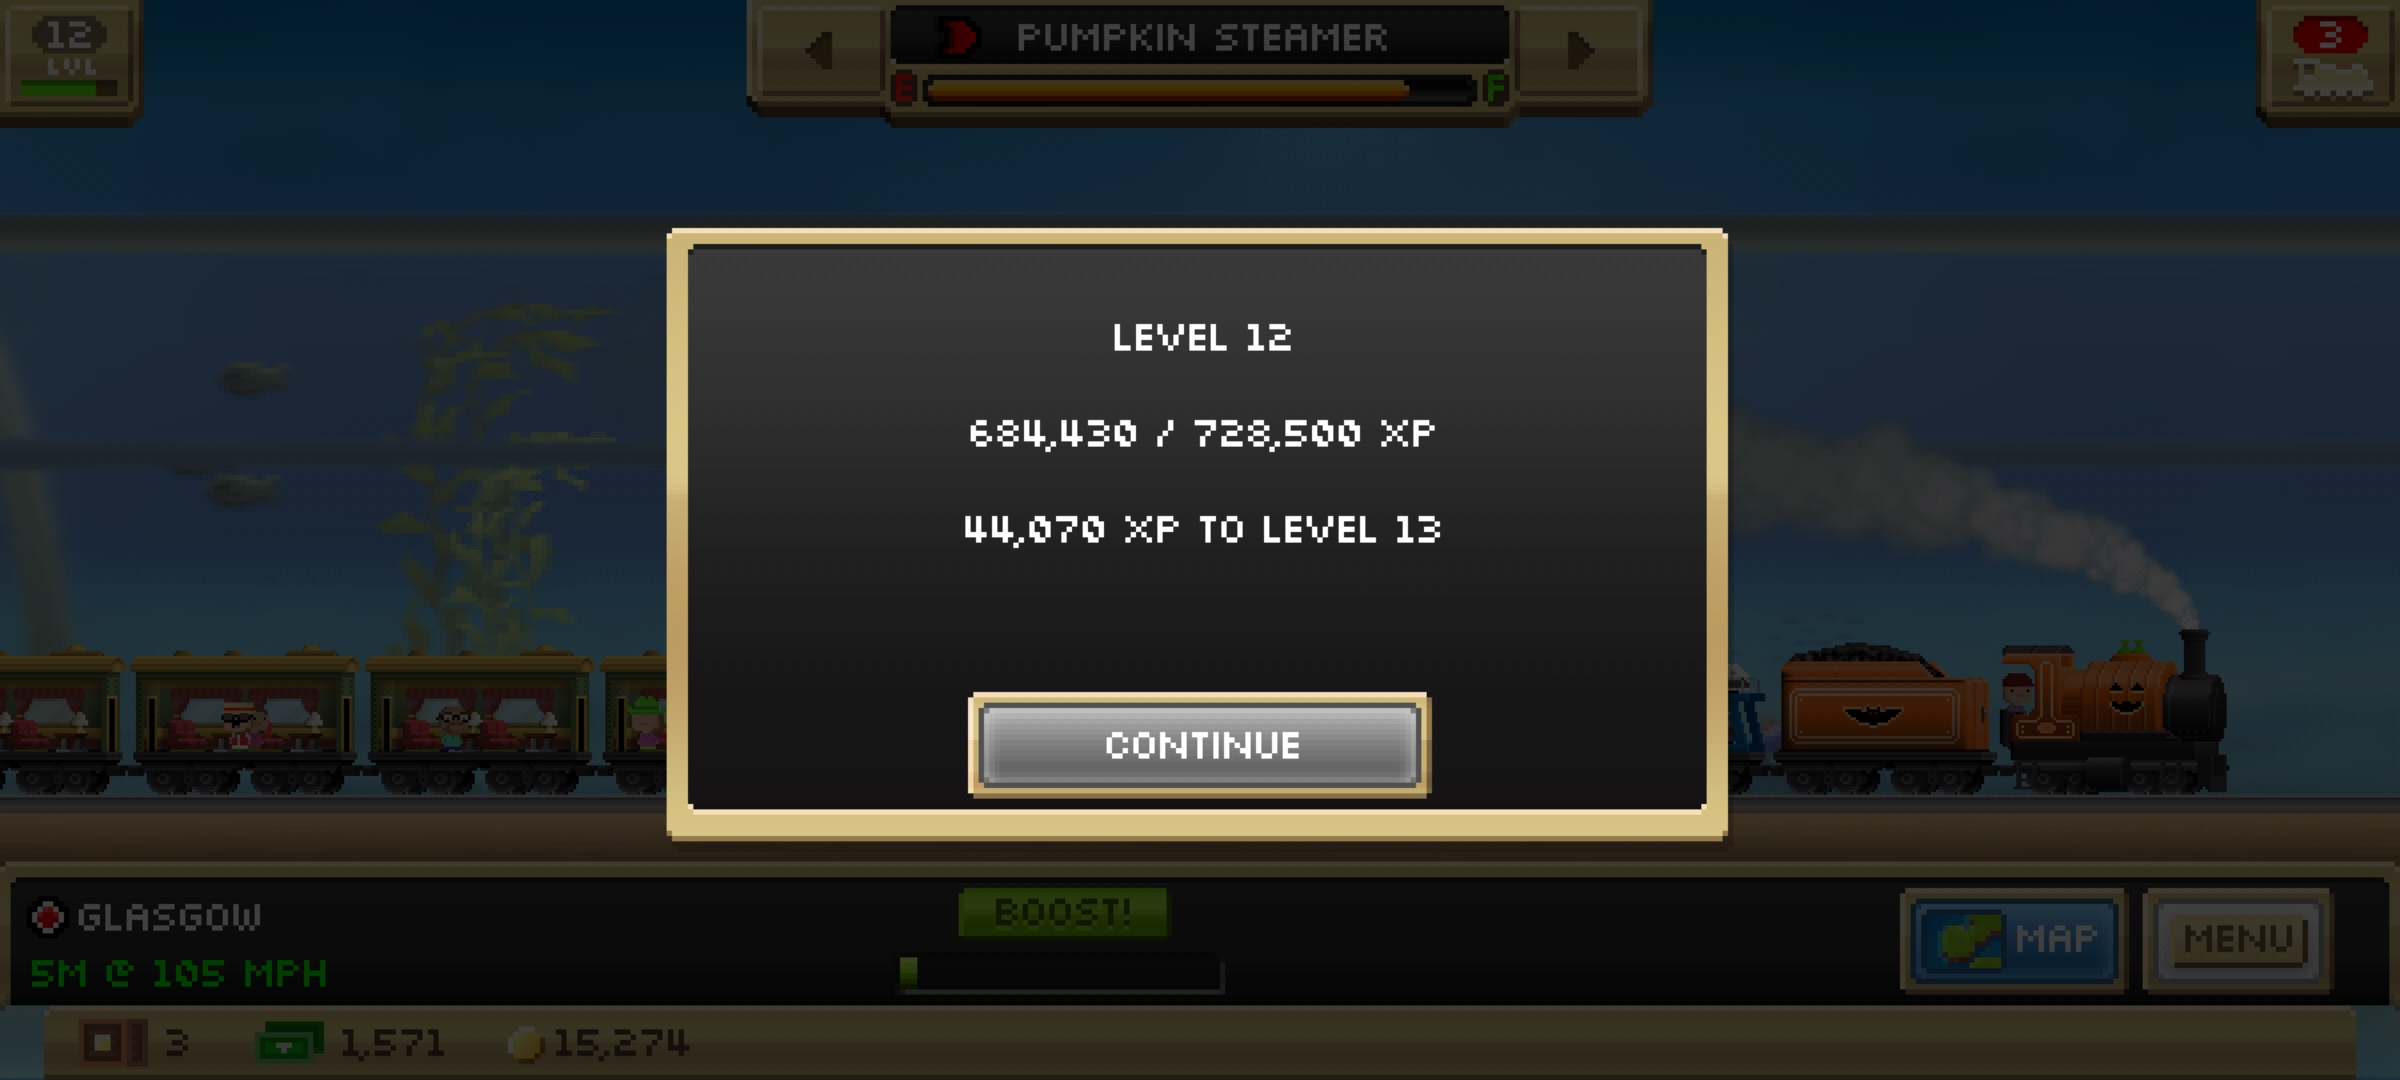 12
LVL
PUMPKIN STEAMER
E
F
3
LEVEL 12
684,430 / 728,500 XP
44,070 XP TO LEVEL 13
CONTINUE
GLASGOW
5M @ 105 MPH
BOOST!
MAP
MENU
3
1,571
15,274